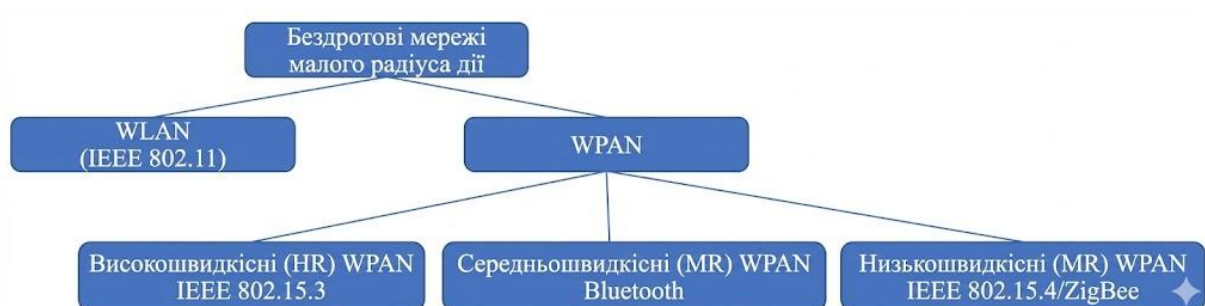 Бездротові мережі
малого радіуса дії
WLAN
(IEEE 802.11)
WPAN
Високошвидкісні (HR) WPAN
IEEE 802.15.3
Середньошвидкісні (MR) WPAN
Bluetooth
Низькошвидкісні (MR) WPAN
IEEE 802.15.4/ZigBee